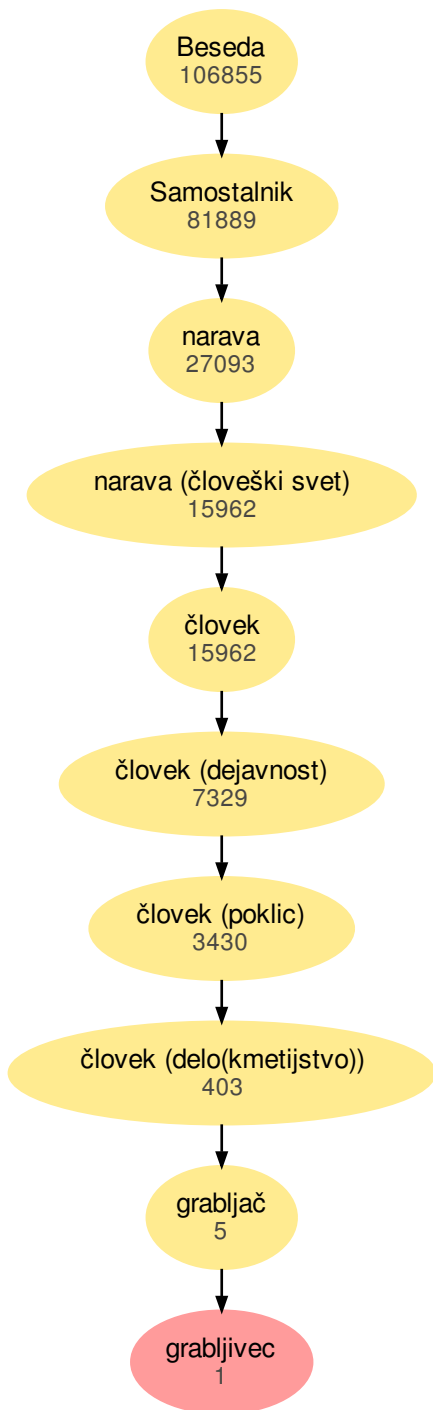 Beseda
106855
Samostalnik
81889
narava
27093
narava (človeški svet)
15962
človek
15962
človek (dejavnost)
7329
človek (poklic)
3430
človek (delo(kmetijstvo))
403
grabljač
5
grabljivec
1